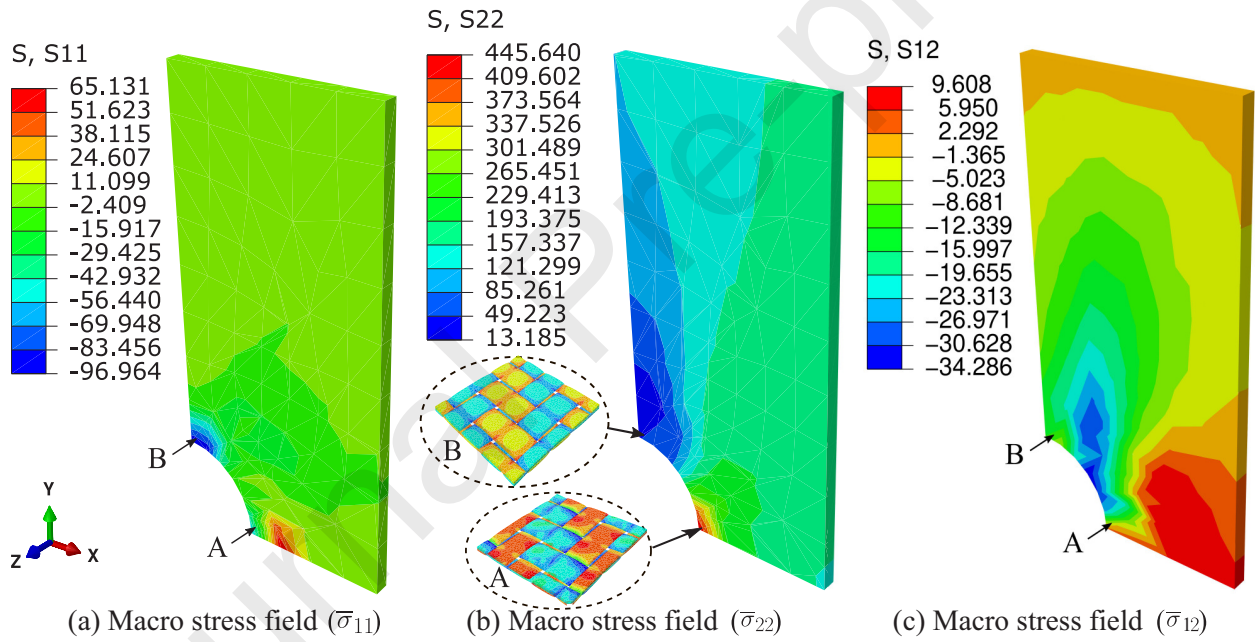 S, S11
65.131
51.623
38.115
24.607
11.099
-2.409
-15.917
-29.425
-42.932
-56.440
-69.948
-83.456
-96.964
B
A
Y
Z
X
(a) Macro stress field (σ̅₁₁)
S, S22
445.640
409.602
373.564
337.526
301.489
265.451
229.413
193.375
157.337
121.299
85.261
49.223
13.185
B
A
(b) Macro stress field (σ̅₂₂)
S, S12
9.608
5.950
2.292
−1.365
−5.023
−8.681
−12.339
−15.997
−19.655
−23.313
−26.971
−30.628
−34.286
B
A
(c) Macro stress field (σ̅₁₂)